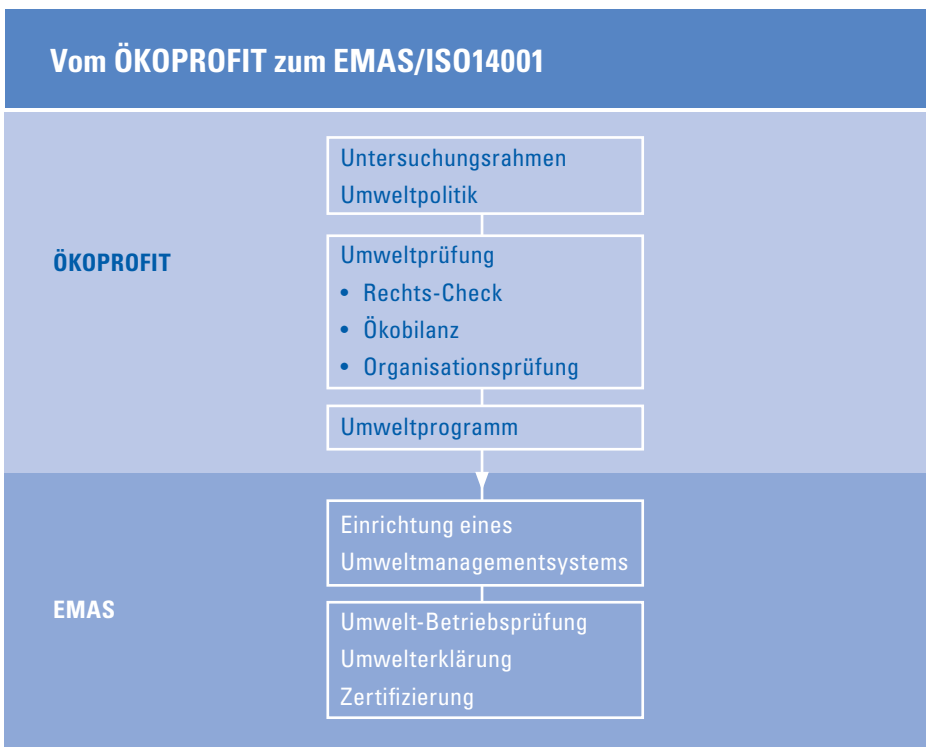 Vom ÖKOPROFIT zum EMAS/ISO14001
Untersuchungsrahmen
Umweltpolitik
ÖKOPROFIT
Umweltprüfung
• Rechts-Check
• Ökobilanz
• Organisationsprüfung
Umweltprogramm
Einrichtung eines
Umweltmanagementsystems
EMAS
Umwelt-Betriebsprüfung
Umwelterklärung
Zertifizierung